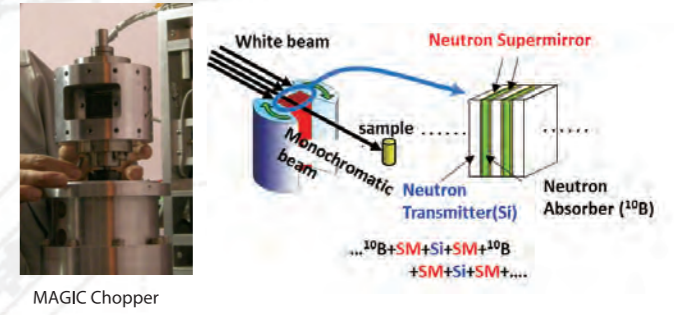 White beam
Neutron Supermirror
sample
......
......
Monochromatic
beam
Neutron
Transmitter(Si)
Neutron
Absorber (¹⁰B)
...¹⁰B+SM+Si+SM+¹⁰B
+SM+Si+SM+....
MAGIC Chopper